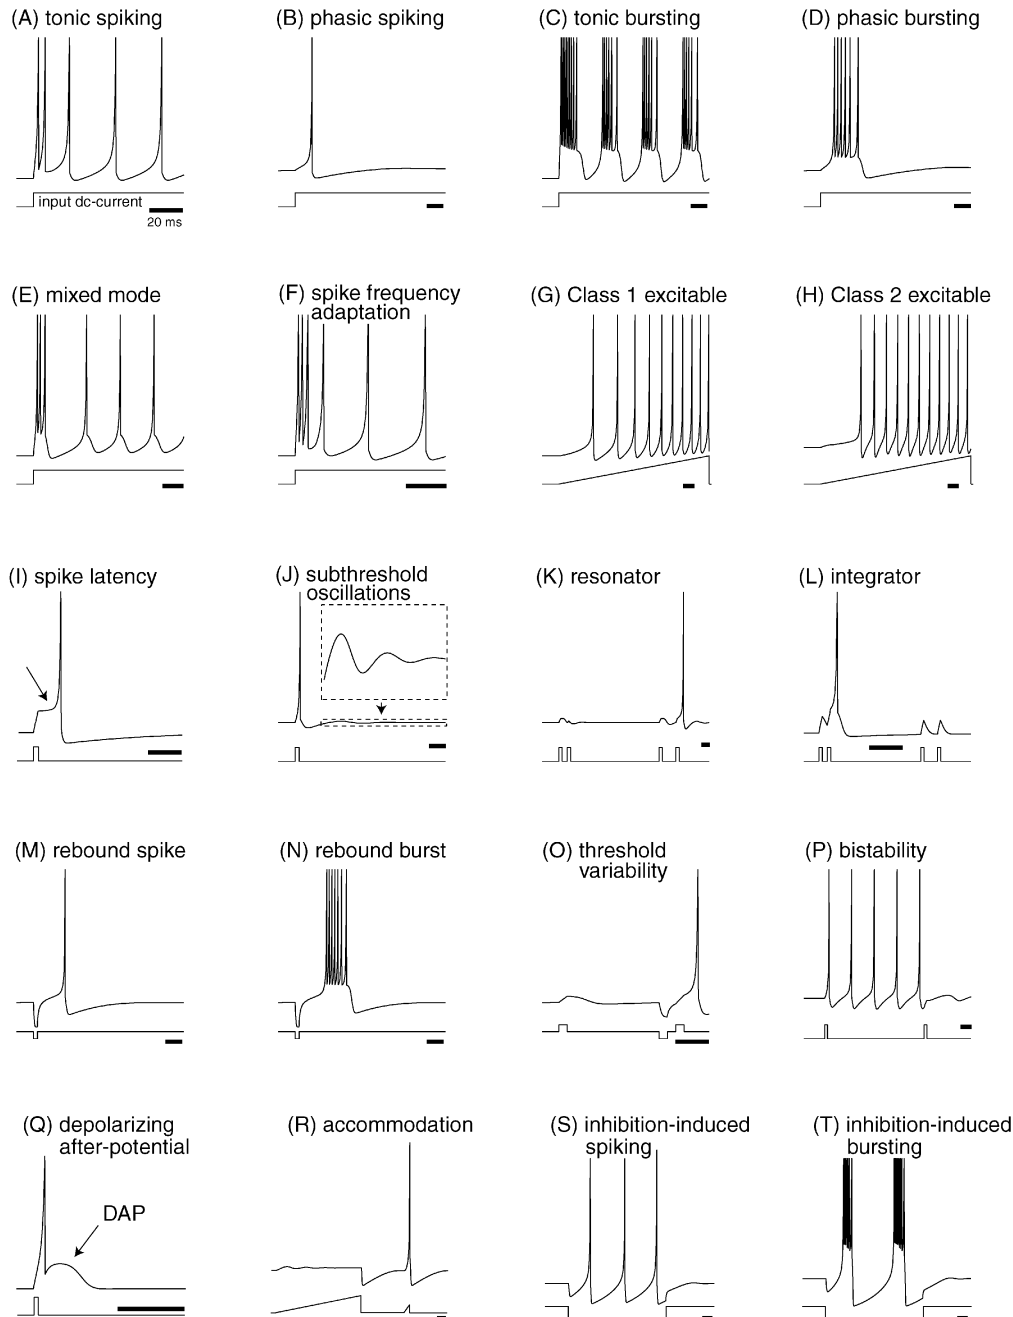 (A) tonic spiking
(B) phasic spiking
(C) tonic bursting
(D) phasic bursting
input dc-current
20 ms
(E) mixed mode
(F) spike frequency
adaptation
(G) Class 1 excitable
(H) Class 2 excitable
(I) spike latency
(J) subthreshold
oscillations
(K) resonator
(L) integrator
(M) rebound spike
(N) rebound burst
(O) threshold
variability
(P) bistability
(Q) depolarizing
after-potential
DAP
(R) accommodation
(S) inhibition-induced
spiking
(T) inhibition-induced
bursting